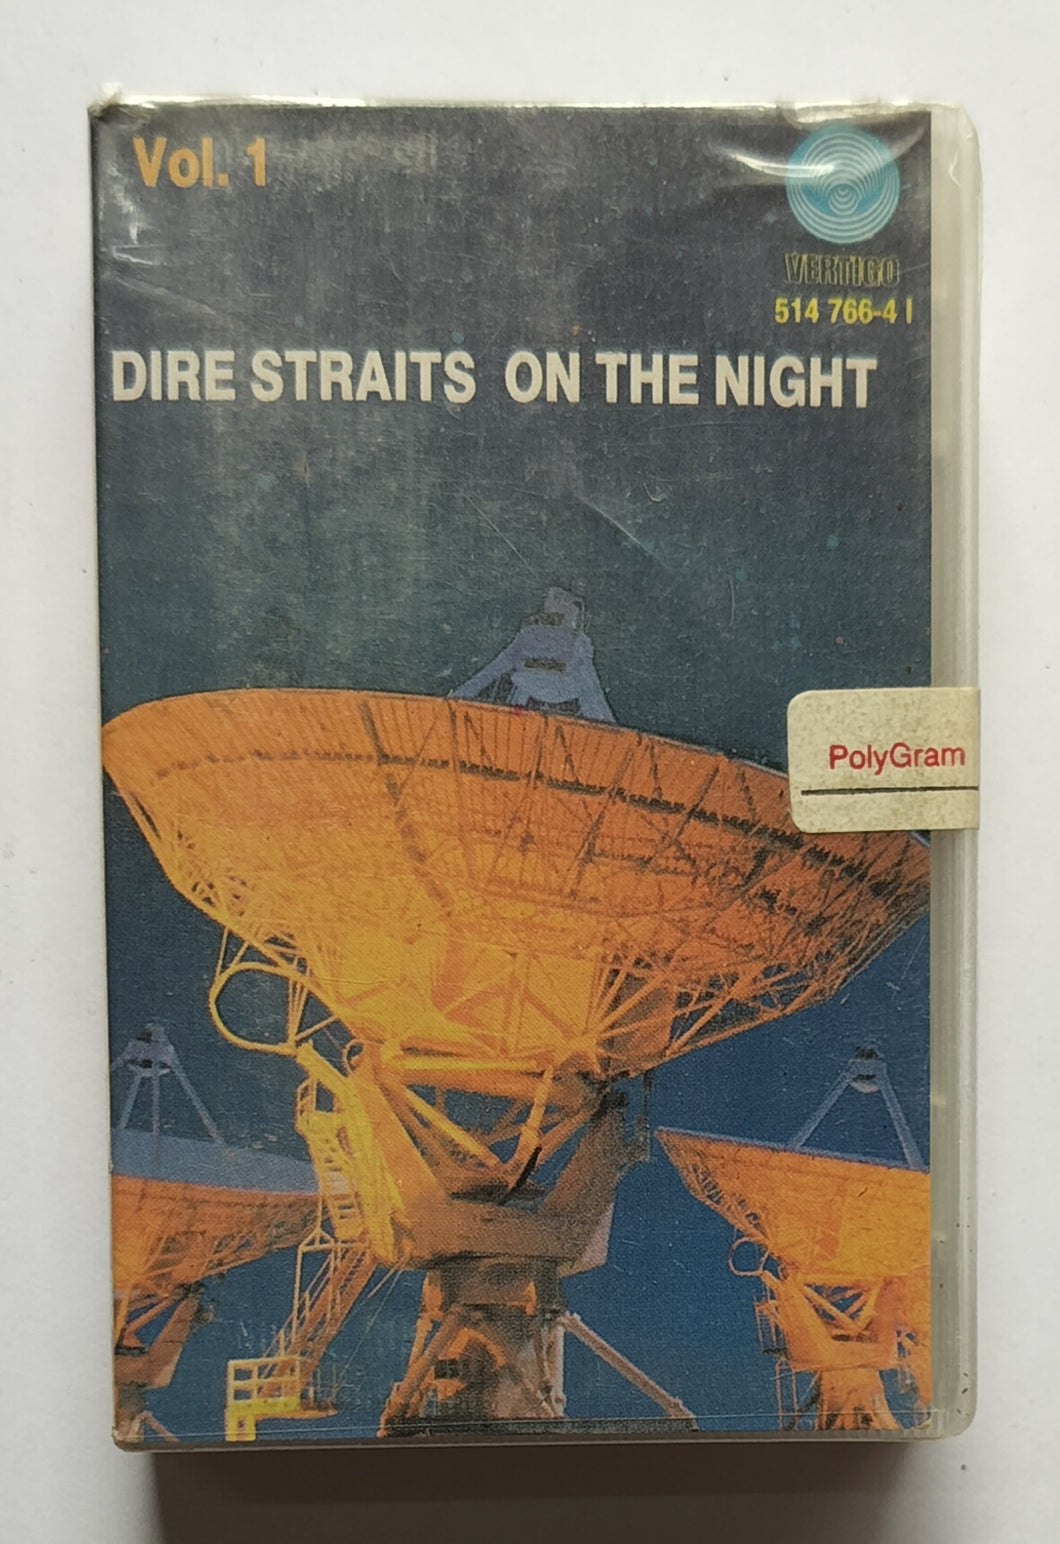 Vol. 1
VERTIGO
514 766-4 I
DIRE STRAITS ON THE NIGHT
PolyGram